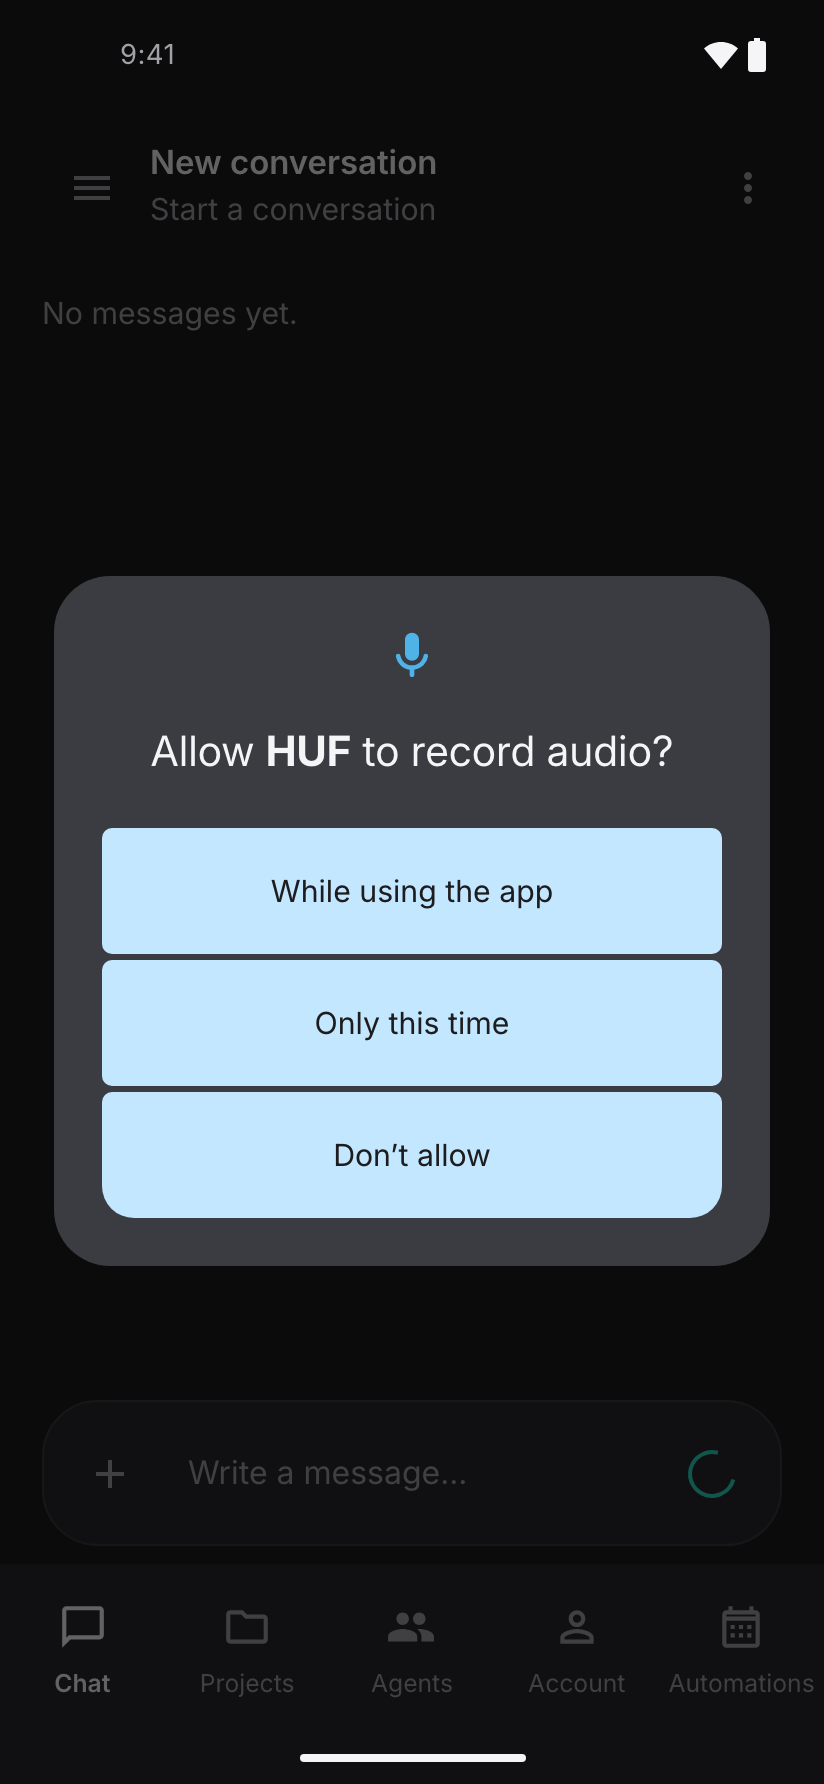 9:41
New conversation
Start a conversation
No messages yet.
Allow HUF to record audio?
While using the app
Only this time
Don’t allow
Write a message...
Chat
Projects
Agents
Account
Automations